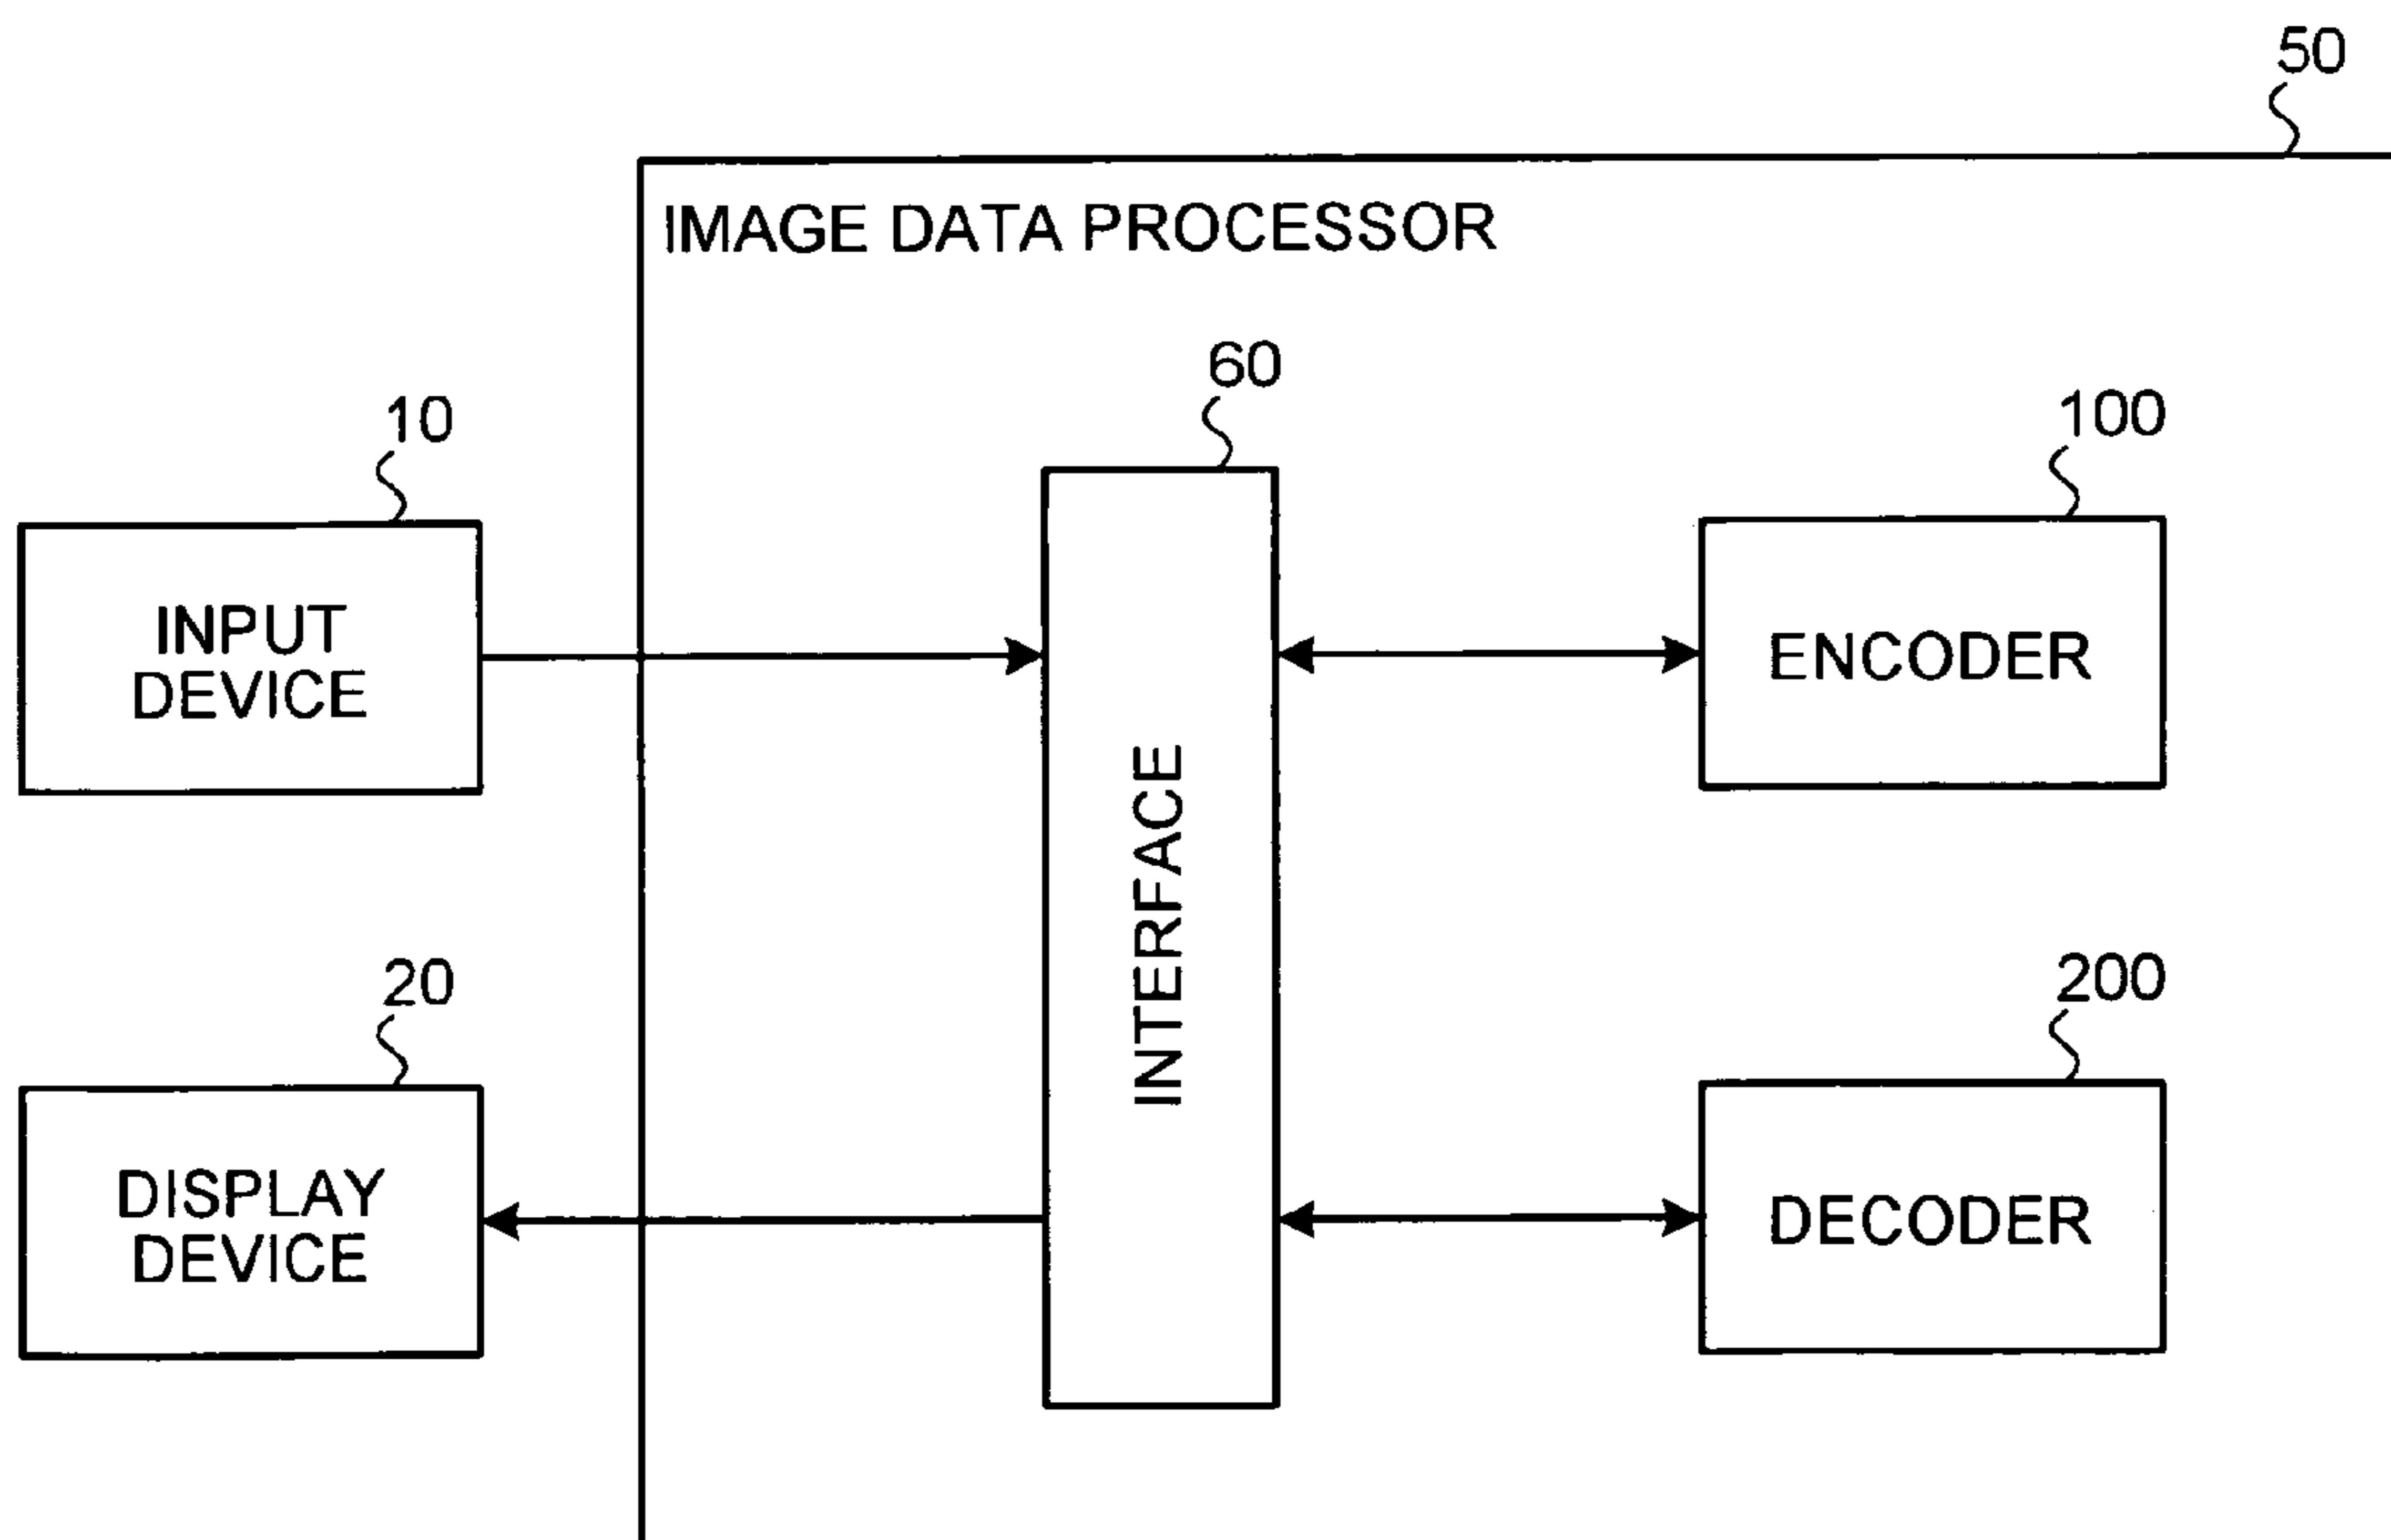 50
IMAGE DATA PROCESSOR
60
10
100
INPUT
DEVICE
ENCODER
INTERFACE
20
200
DISPLAY
DEVICE
DECODER